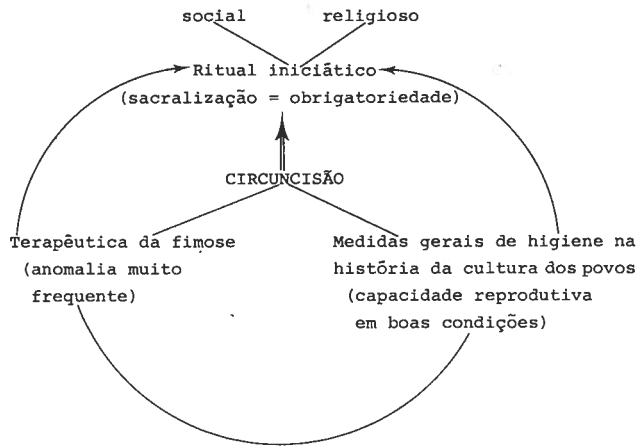 social religioso
Ritual iniciático
(sacralização = obrigatoriedade)
CIRCUNCISÃO
Terapêutica da fimose
(anomalia muito
frequente)
Medidas gerais de higiene na
história da cultura dos povos
(capacidade reprodutiva
em boas condições)